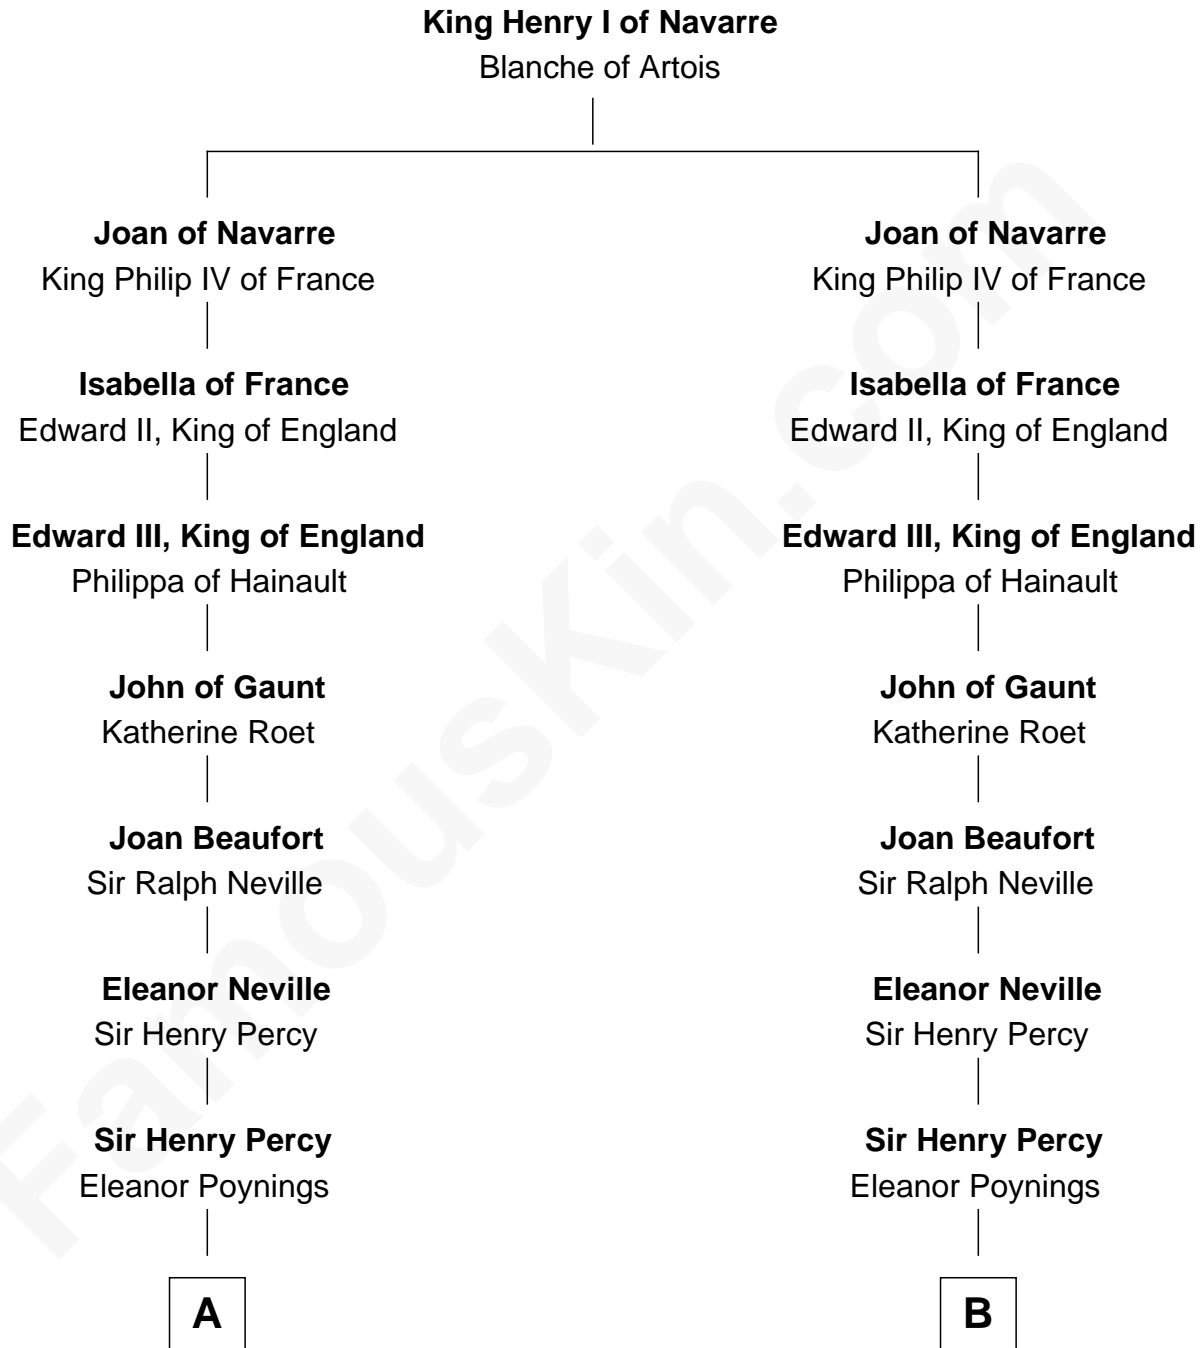 King Henry I of Navarre
Blanche of Artois
Joan of Navarre
King Philip IV of France
Isabella of France
Edward II, King of England
Edward III, King of England
Philippa of Hainault
John of Gaunt
Katherine Roet
Joan Beaufort
Sir Ralph Neville
Eleanor Neville
Sir Henry Percy
Sir Henry Percy
Eleanor Poynings
A
Joan of Navarre
King Philip IV of France
Isabella of France
Edward II, King of England
Edward III, King of England
Philippa of Hainault
John of Gaunt
Katherine Roet
Joan Beaufort
Sir Ralph Neville
Eleanor Neville
Sir Henry Percy
Sir Henry Percy
Eleanor Poynings
B
FamousKin.com